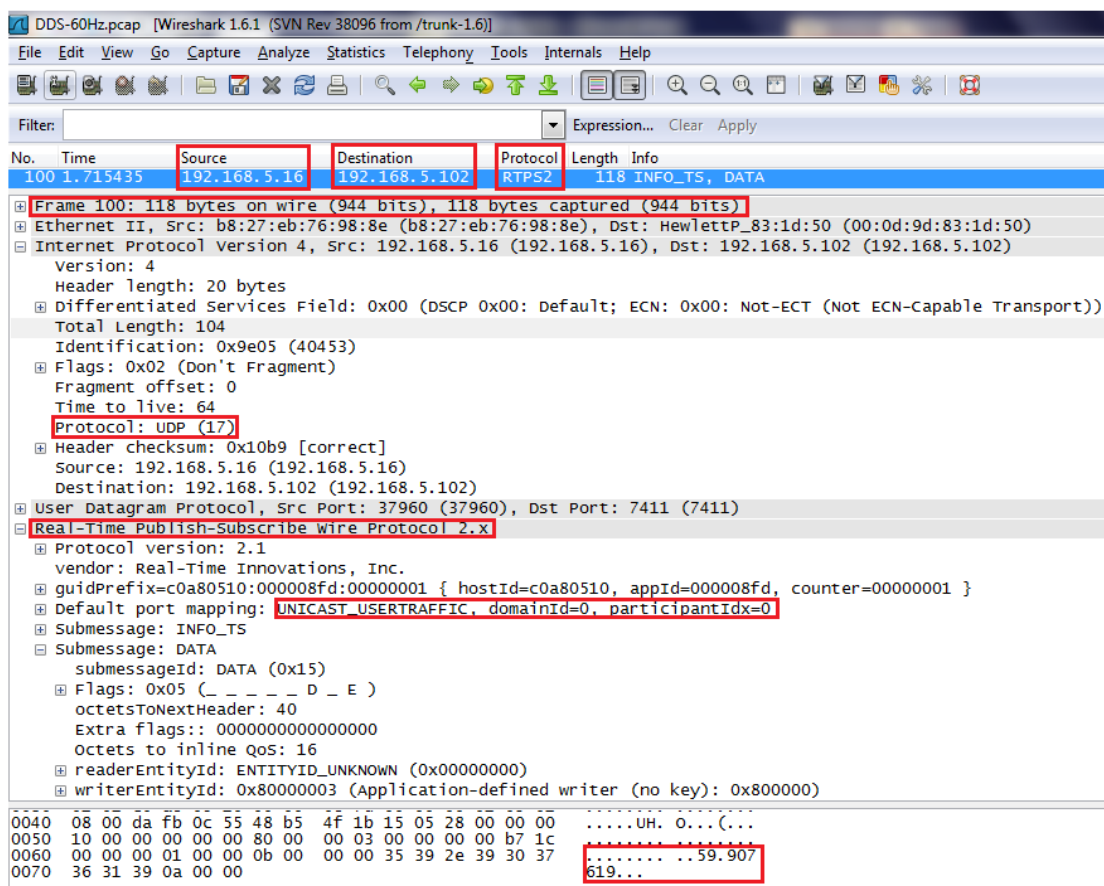 DDS-60Hz.pcap [Wireshark 1.6.1 (SVN Rev 38096 from /trunk-1.6)]
File Edit View Go Capture Analyze Statistics Telephony Tools Internals Help
Filter: Expression... Clear Apply
No. Time Source Destination Protocol Length Info
100 1.715435 192.168.5.16 192.168.5.102 RTPS2 118 INFO_TS, DATA
Frame 100: 118 bytes on wire (944 bits), 118 bytes captured (944 bits)
Ethernet II, Src: b8:27:eb:76:98:8e (b8:27:eb:76:98:8e), Dst: HewlettP_83:1d:50 (00:0d:9d:83:1d:50)
Internet Protocol Version 4, Src: 192.168.5.16 (192.168.5.16), Dst: 192.168.5.102 (192.168.5.102)
Version: 4
Header length: 20 bytes
Differentiated Services Field: 0x00 (DSCP 0x00: Default; ECN: 0x00: Not-ECT (Not ECN-Capable Transport))
Total Length: 104
Identification: 0x9e05 (40453)
Flags: 0x02 (Don't Fragment)
Fragment offset: 0
Time to live: 64
Protocol: UDP (17)
Header checksum: 0x10b9 [correct]
Source: 192.168.5.16 (192.168.5.16)
Destination: 192.168.5.102 (192.168.5.102)
User Datagram Protocol, Src Port: 37960 (37960), Dst Port: 7411 (7411)
Real-Time Publish-Subscribe Wire Protocol 2.x
Protocol version: 2.1
vendor: Real-Time Innovations, Inc.
guidPrefix=c0a80510:000008fd:00000001 { hostId=c0a80510, appId=000008fd, counter=00000001 }
Default port mapping: UNICAST_USERTRAFFIC, domainId=0, participantIdx=0
Submessage: INFO_TS
Submessage: DATA
submessageId: DATA (0x15)
Flags: 0x05 (_ _ _ _ _ D _ E )
octetsToNextHeader: 40
Extra flags:: 0000000000000000
Octets to inline QoS: 16
readerEntityId: ENTITYID_UNKNOWN (0x00000000)
writerEntityId: 0x80000003 (Application-defined writer (no key): 0x800000)
0040 08 00 da fb 0c 55 48 b5 4f 1b 15 05 28 00 00 00 .....UH. O...(...
0050 10 00 00 00 00 00 80 00 00 03 00 00 00 00 b7 1c ........ ........
0060 00 00 00 01 00 00 0b 00 00 00 35 39 2e 39 30 37 ........ ..59.907
0070 36 31 39 0a 00 00 619...